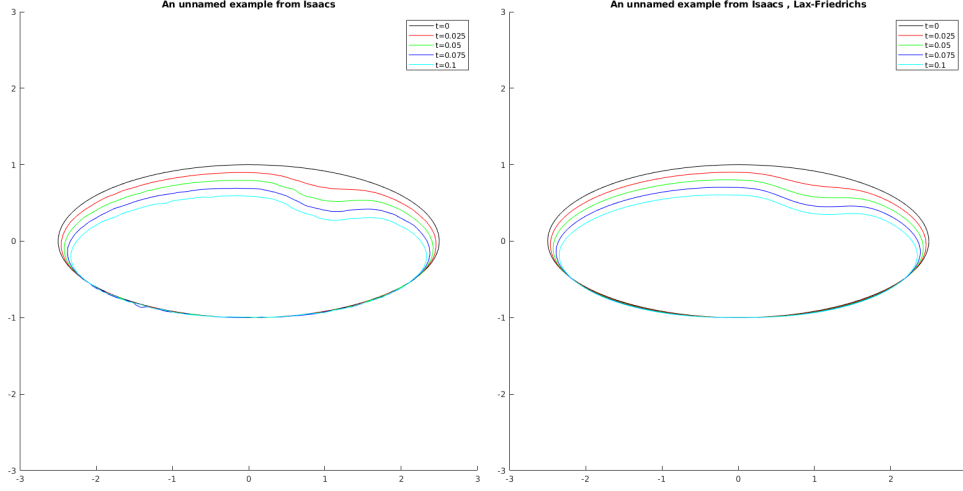 An unnamed example from Isaacs
t=0
t=0.025
t=0.05
t=0.075
t=0.1
3
2
1
0
-1
-2
-3
-3 -2 -1 0 1 2 3
An unnamed example from Isaacs , Lax-Friedrichs
t=0
t=0.025
t=0.05
t=0.075
t=0.1
3
2
1
0
-1
-2
-3
-3 -2 -1 0 1 2